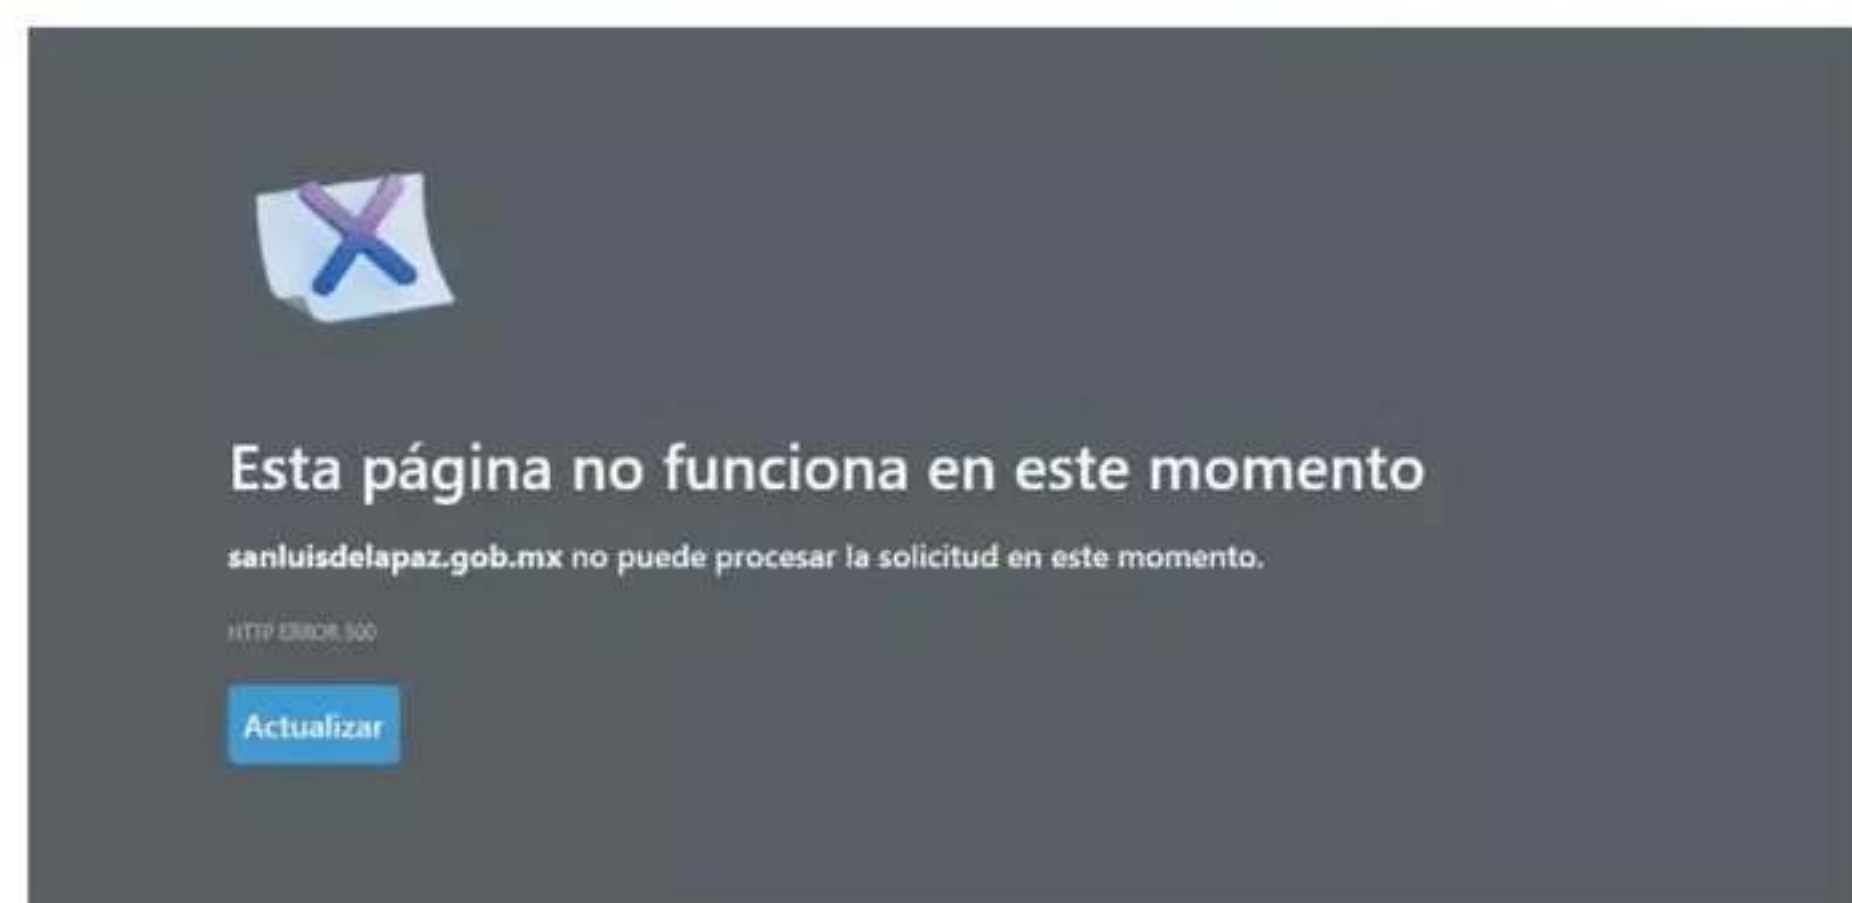 Esta página no funciona en este momento
sanluisdelapaz.gob.mx no puede procesar la solicitud en este momento.
HTTP ERROR 500
Actualizar